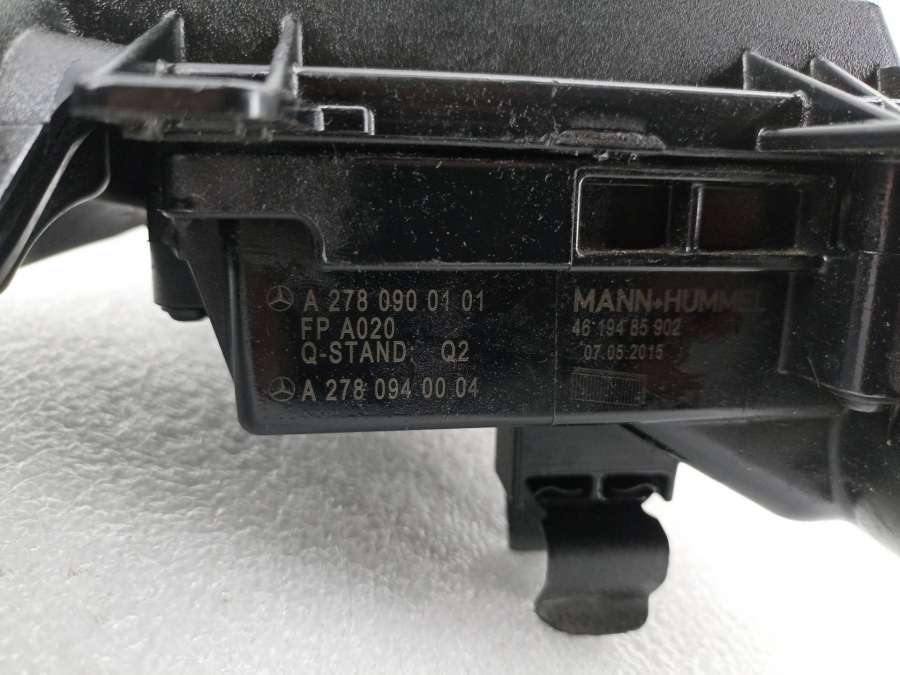 A 278 090 01 01
FP A020
Q-STAND: Q2
A 278 094 00 04
MANN+HUMMEL
46 194 85 902
07.05.2015